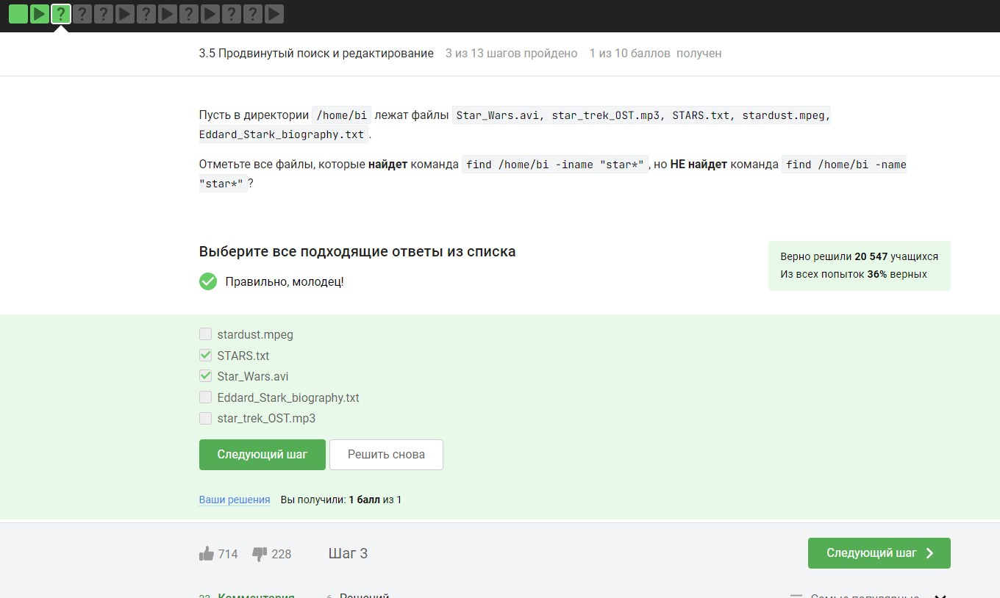 3.5 Продвинутый поиск и редактирование 3 из 13 шагов пройдено 1 из 10 баллов получен
Пусть в директории /home/bi лежат файлы Star_Wars.avi, star_trek_OST.mp3, STARS.txt, stardust.mpeg,
Eddard_Stark_biography.txt.
Отметьте все файлы, которые найдет команда find /home/bi -iname "star*", но НЕ найдет команда find /home/bi -name
"star*"?
Выберите все подходящие ответы из списка
Верно решили 20 547 учащихся
Из всех попыток 36% верных
Правильно, молодец!
stardust.mpeg
STARS.txt
Star_Wars.avi
Eddard_Stark_biography.txt
star_trek_OST.mp3
Следующий шаг Решить снова
Ваши решения Вы получили: 1 балл из 1
714 228 Шаг 3 Следующий шаг
Комментария Решений Самые популярные